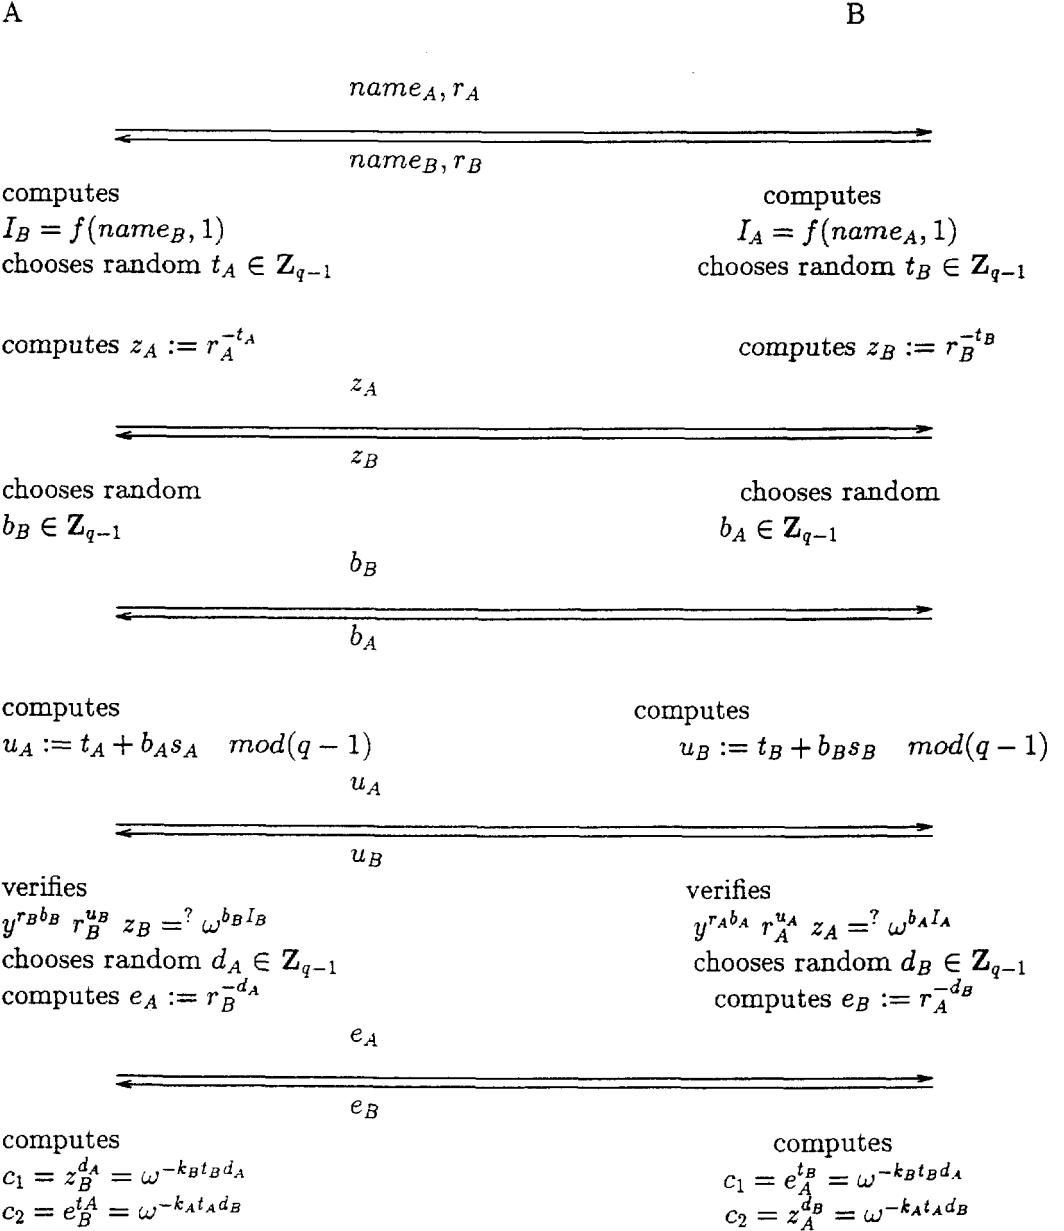 A B
name_A, r_A
name_B, r_B
computes computes
I_B = f(name_B, 1) I_A = f(name_A, 1)
chooses random t_A ∈ Z_{q−1} chooses random t_B ∈ Z_{q−1}
computes z_A := r_A^{−t_A} computes z_B := r_B^{−t_B}
z_A
z_B
chooses random chooses random
b_B ∈ Z_{q−1} b_A ∈ Z_{q−1}
b_B
b_A
computes computes
u_A := t_A + b_A s_A mod(q − 1) u_B := t_B + b_B s_B mod(q − 1)
u_A
u_B
verifies verifies
y^{r_B b_B} r_B^{u_B} z_B =^? ω^{b_B I_B} y^{r_A b_A} r_A^{u_A} z_A =^? ω^{b_A I_A}
chooses random d_A ∈ Z_{q−1} chooses random d_B ∈ Z_{q−1}
computes e_A := r_B^{−d_A} computes e_B := r_A^{−d_B}
e_A
e_B
computes computes
c_1 = z_B^{d_A} = ω^{−k_B t_B d_A} c_1 = e_A^{t_B} = ω^{−k_B t_B d_A}
c_2 = e_B^{t_A} = ω^{−k_A t_A d_B} c_2 = z_A^{d_B} = ω^{−k_A t_A d_B}